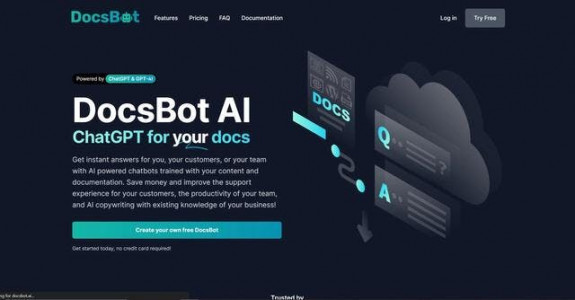 DocsBot
Features Pricing FAQ Documentation Log in Try Free
Powered by ChatGPT & GPT-4!
DocsBot AI
ChatGPT for your docs
Get instant answers for you, your customers, or your team
with AI powered chatbots trained with your content and
documentation. Save money and improve the support
experience for your customers, the productivity of your team,
and AI copywriting with existing knowledge of your business!
Create your own free DocsBot
Get started today, no credit card required!
DOCS
Q
?
A
Trusted by